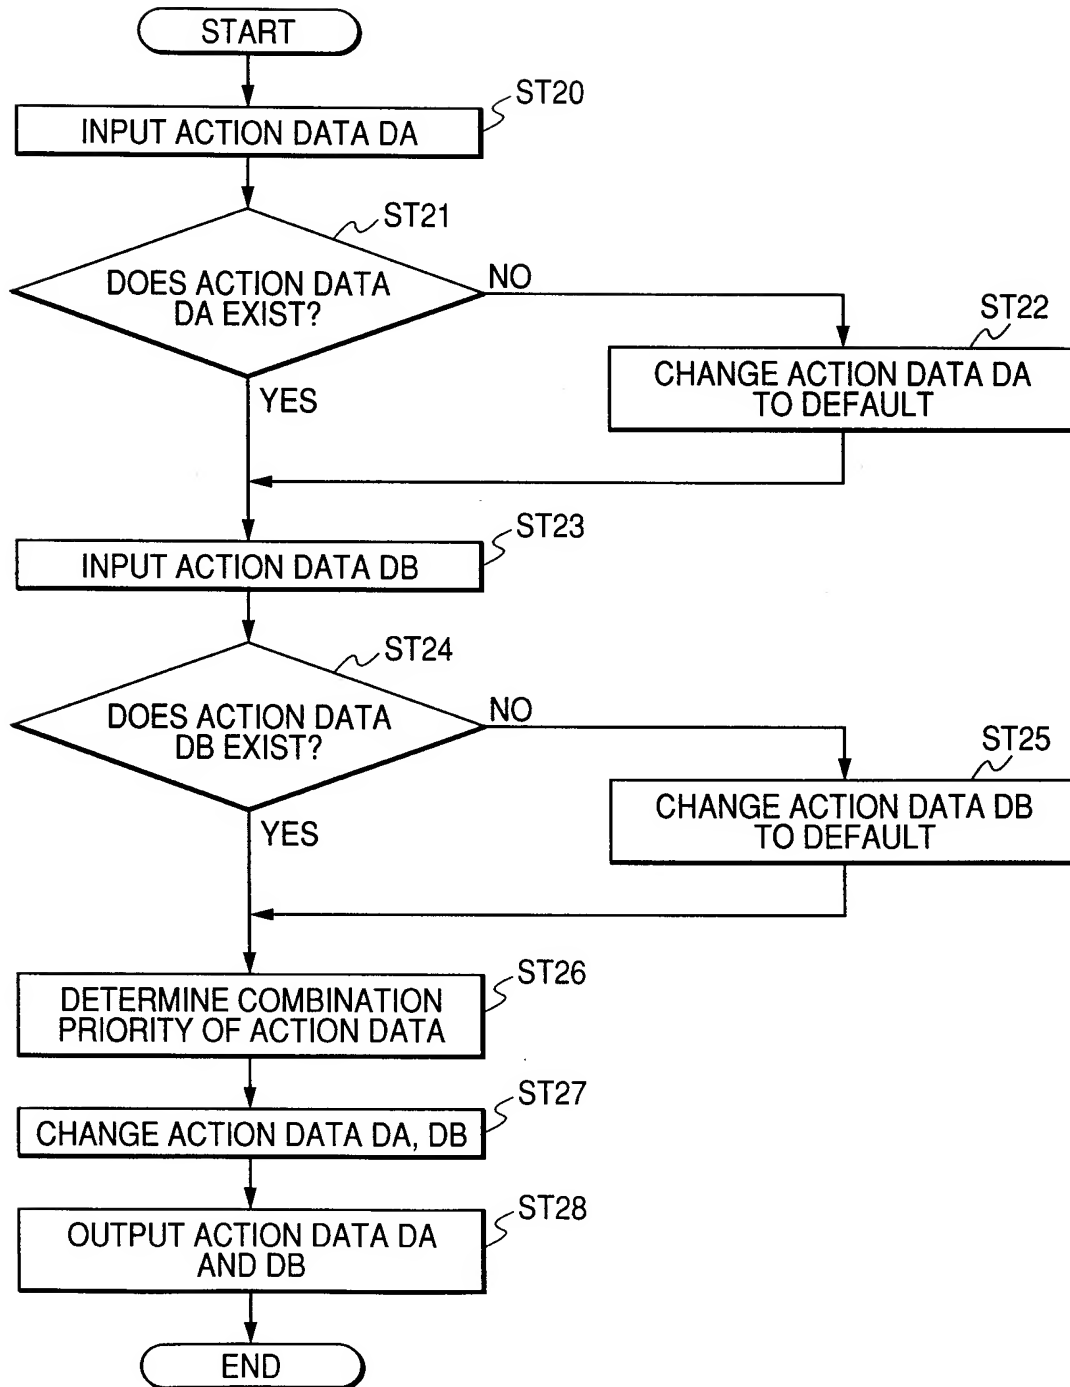 START
ST20
INPUT ACTION DATA DA
ST21
DOES ACTION DATA
DA EXIST?
NO
YES
ST22
CHANGE ACTION DATA DA
TO DEFAULT
ST23
INPUT ACTION DATA DB
ST24
DOES ACTION DATA
DB EXIST?
NO
YES
ST25
CHANGE ACTION DATA DB
TO DEFAULT
ST26
DETERMINE COMBINATION
PRIORITY OF ACTION DATA
ST27
CHANGE ACTION DATA DA, DB
ST28
OUTPUT ACTION DATA DA
AND DB
END